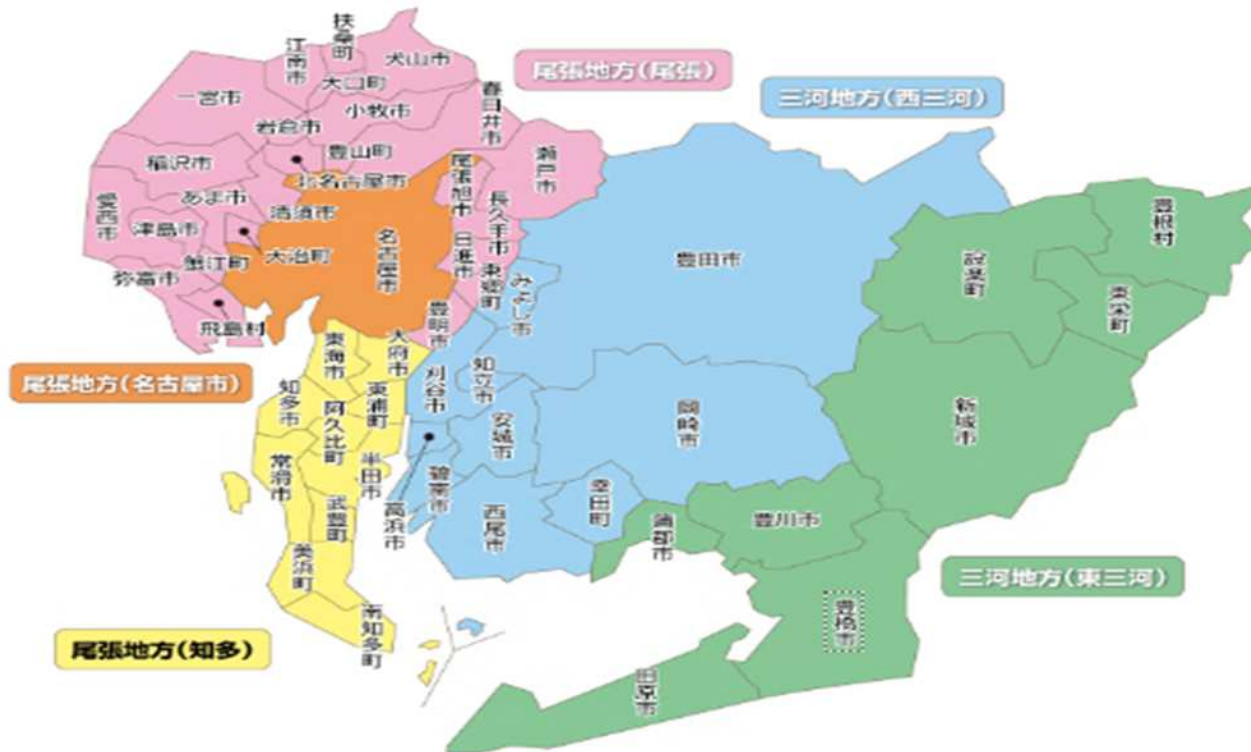 扶桑町
江南市
犬山市
大口町
尾張地方(尾張)
一宮市
小牧市
春日井市
三河地方(西三河)
岩倉市
豊山町
稲沢市
瀬戸市
北名古屋市
尾張旭市
あま市
清須市
長久手市
愛西市
津島市
名古屋市
日進市
大治町
蟹江町
東郷町
弥富市
みよし市
豊田市
設楽町
豊根村
東栄町
飛島村
豊明市
大府市
東海市
尾張地方(名古屋市)
刈谷市
知立市
知多市
東浦町
阿久比町
安城市
岡崎市
新城市
常滑市
半田市
碧南市
高浜市
武豊町
西尾市
幸田町
蒲郡市
豊川市
美浜町
三河地方(東三河)
南知多町
尾張地方(知多)
豊橋市
田原市